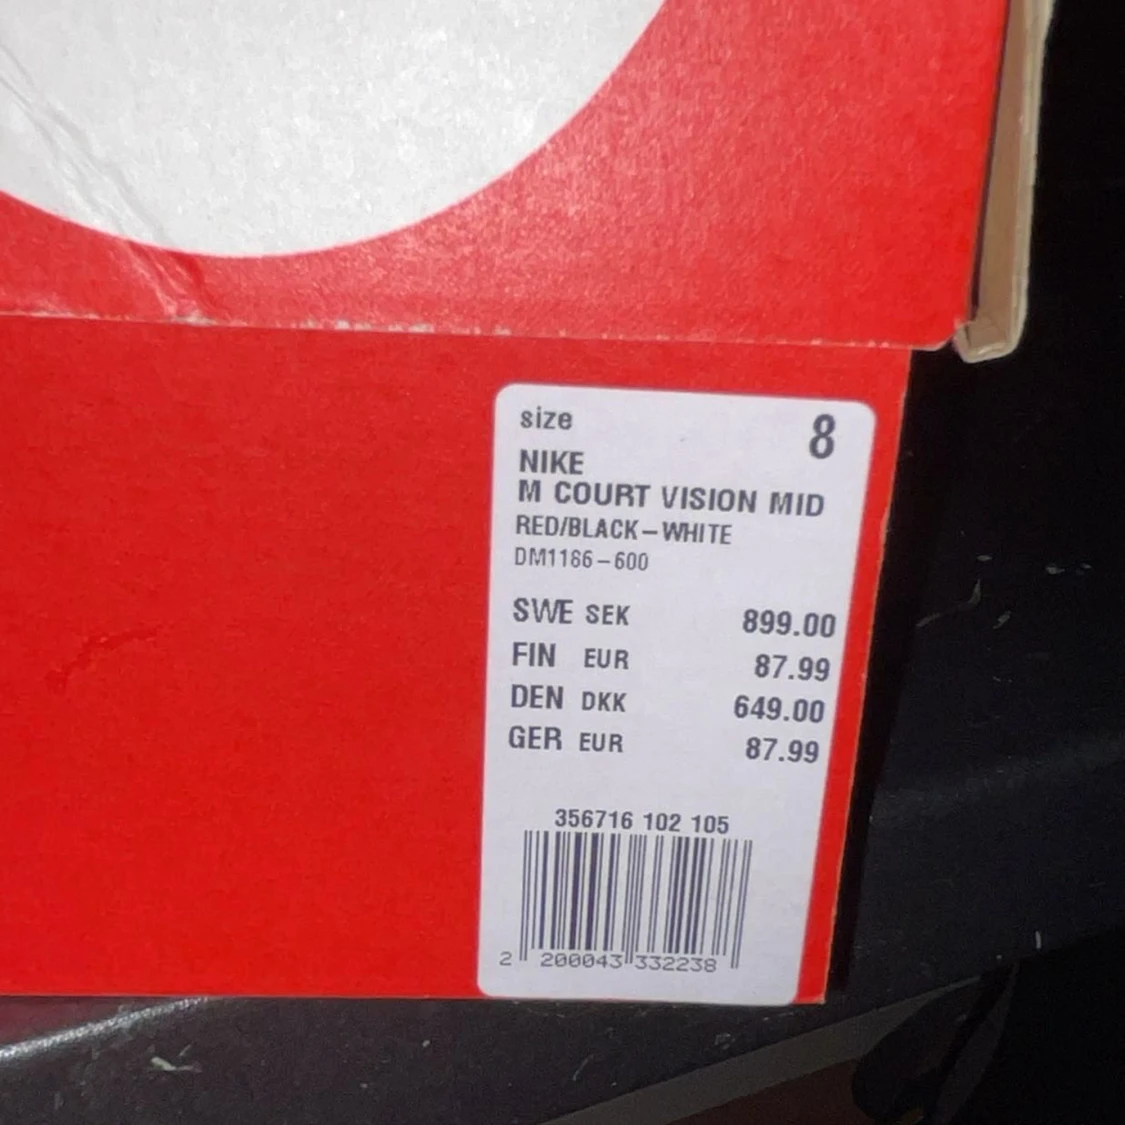 size 8
NIKE
M COURT VISION MID
RED/BLACK-WHITE
DM1166-600
SWE SEK 899.00
FIN EUR 87.99
DEN DKK 649.00
GER EUR 87.99
356716 102 105
2 200043 332238